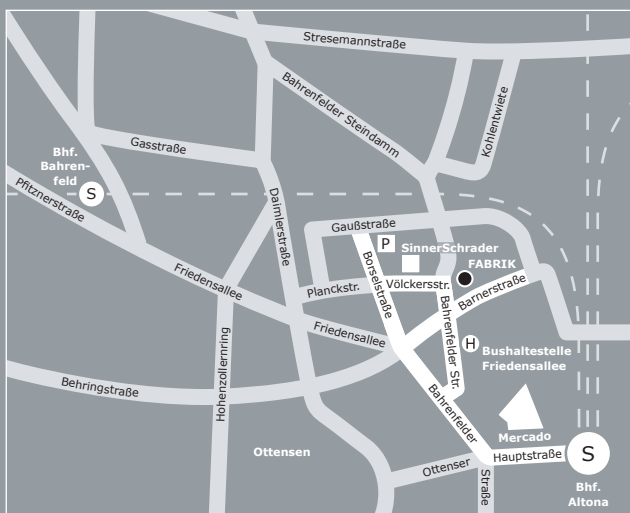 Stresemannstraße
Bahrenfelder Steindamm
Kohlentwiete
Gasstraße
Bhf.
Bahren-
feld
S
Pfitznerstraße
Daimlerstraße
Gaußstraße
P
SinnerSchrader
FABRIK
Borselstraße
Völckersstr.
Planckstr.
Barnerstraße
Friedensallee
Friedensallee
Bahrenfelder Str.
H
Bushaltestelle
Friedensallee
Hohenzollernring
Behringstraße
Bahrenfelder
Mercado
Ottensen
Hauptstraße
S
Ottenser
Straße
Bhf.
Altona